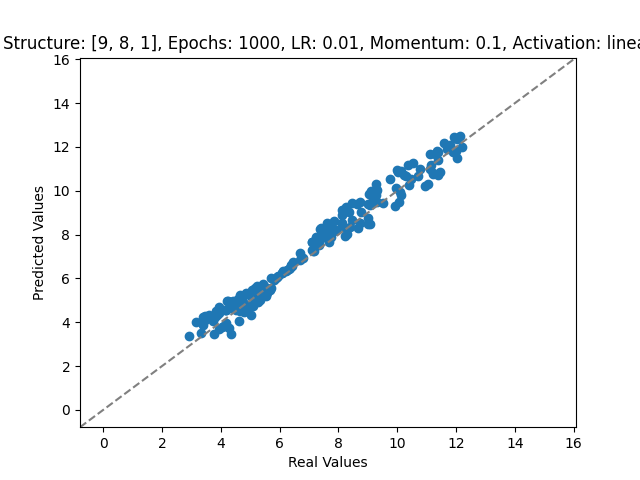 Structure: [9, 8, 1], Epochs: 1000, LR: 0.01, Momentum: 0.1, Activation: linea
16
14
12
10
8
6
4
2
0
Predicted Values
0 2 4 6 8 10 12 14 16
Real Values